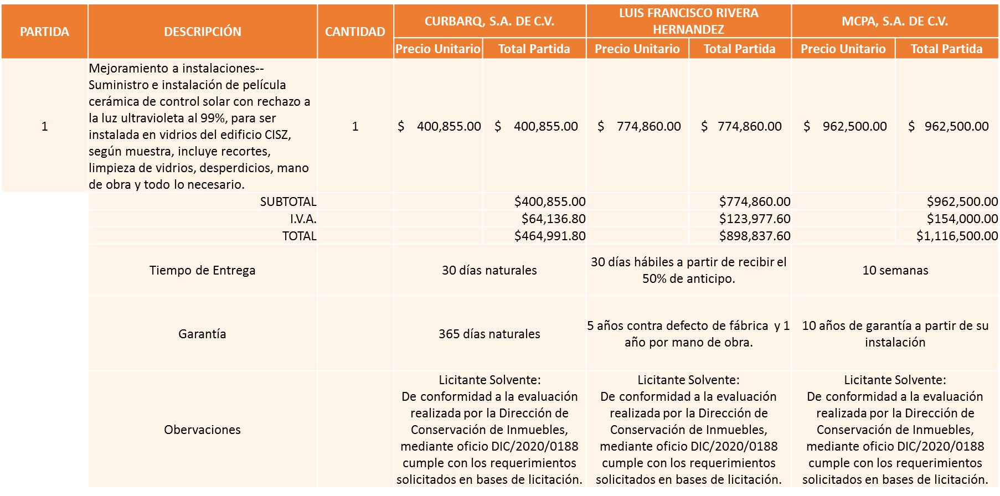 PARTIDA
DESCRIPCIÓN
CANTIDAD
CURBARQ, S.A. DE C.V.
LUIS FRANCISCO RIVERA
HERNANDEZ
MCPA, S.A. DE C.V.
Precio Unitario
Total Partida
Precio Unitario
Total Partida
Precio Unitario
Total Partida
1
Mejoramiento a instalaciones--
Suministro e instalación de película
cerámica de control solar con rechazo a
la luz ultravioleta al 99%, para ser
instalada en vidrios del edificio CISZ,
según muestra, incluye recortes,
limpieza de vidrios, desperdicios, mano
de obra y todo lo necesario.
1
$ 400,855.00
$ 400,855.00
$ 774,860.00
$ 774,860.00
$ 962,500.00
$ 962,500.00
SUBTOTAL
$400,855.00
$774,860.00
$962,500.00
I.V.A.
$64,136.80
$123,977.60
$154,000.00
TOTAL
$464,991.80
$898,837.60
$1,116,500.00
Tiempo de Entrega
30 días naturales
30 días hábiles a partir de recibir el
50% de anticipo.
10 semanas
Garantía
365 días naturales
5 años contra defecto de fábrica y 1
año por mano de obra.
10 años de garantía a partir de su
instalación
Obervaciones
Licitante Solvente:
De conformidad a la evaluación
realizada por la Dirección de
Conservación de Inmuebles,
mediante oficio DIC/2020/0188
cumple con los requerimientos
solicitados en bases de licitación.
Licitante Solvente:
De conformidad a la evaluación
realizada por la Dirección de
Conservación de Inmuebles,
mediante oficio DIC/2020/0188
cumple con los requerimientos
solicitados en bases de licitación.
Licitante Solvente:
De conformidad a la evaluación
realizada por la Dirección de
Conservación de Inmuebles,
mediante oficio DIC/2020/0188
cumple con los requerimientos
solicitados en bases de licitación.